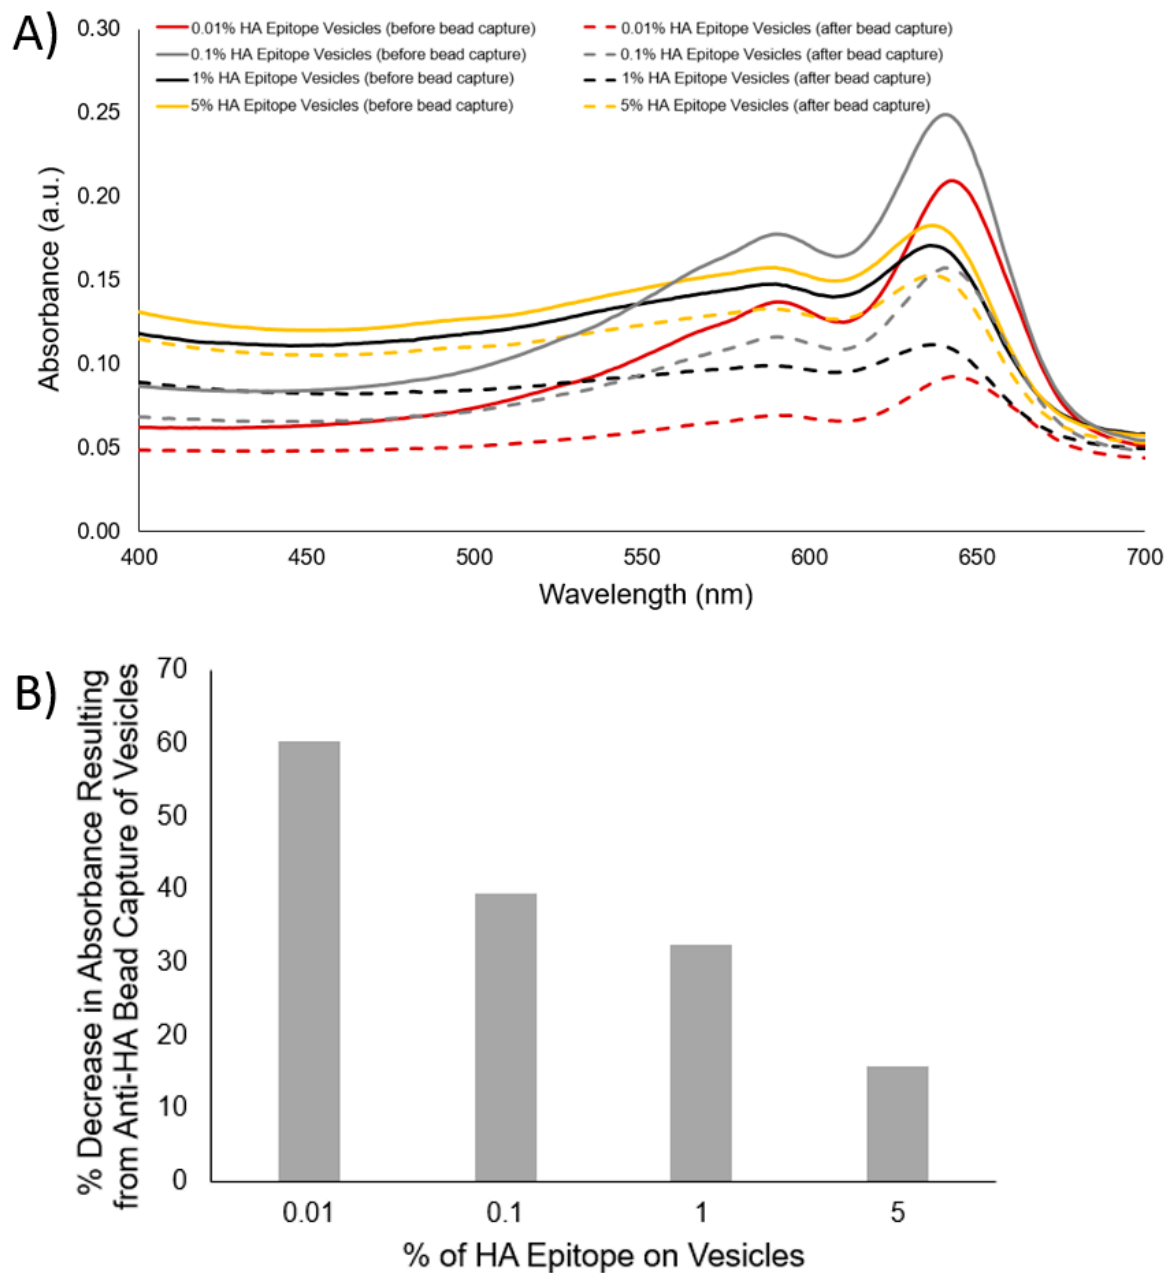 A)
0.30
0.01% HA Epitope Vesicles (before bead capture)
0.01% HA Epitope Vesicles (after bead capture)
0.1% HA Epitope Vesicles (before bead capture)
0.1% HA Epitope Vesicles (after bead capture)
1% HA Epitope Vesicles (before bead capture)
1% HA Epitope Vesicles (after bead capture)
5% HA Epitope Vesicles (before bead capture)
5% HA Epitope Vesicles (after bead capture)
0.25
0.20
0.15
0.10
0.05
0.00
Absorbance (a.u.)
400 450 500 550 600 650 700
Wavelength (nm)
B)
% Decrease in Absorbance Resulting
from Anti-HA Bead Capture of Vesicles
70
60
50
40
30
20
10
0
0.01 0.1 1 5
% of HA Epitope on Vesicles